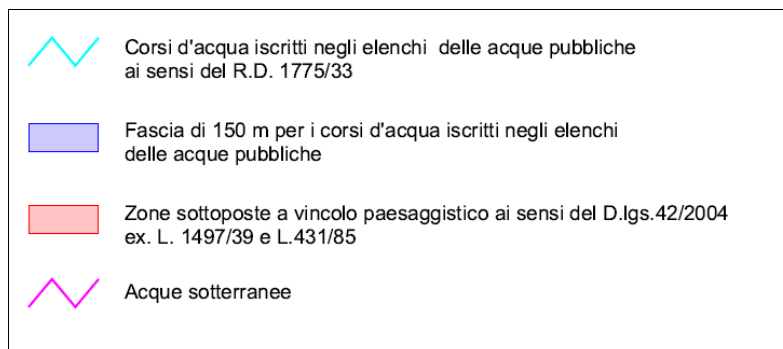 Corsi d'acqua iscritti negli elenchi  delle acque pubbliche
ai sensi del R.D. 1775/33
Fascia di 150 m per i corsi d'acqua iscritti negli elenchi
delle acque pubbliche
Zone sottoposte a vincolo paesaggistico ai sensi del D.lgs.42/2004
ex. L. 1497/39 e L.431/85
Acque sotterranee